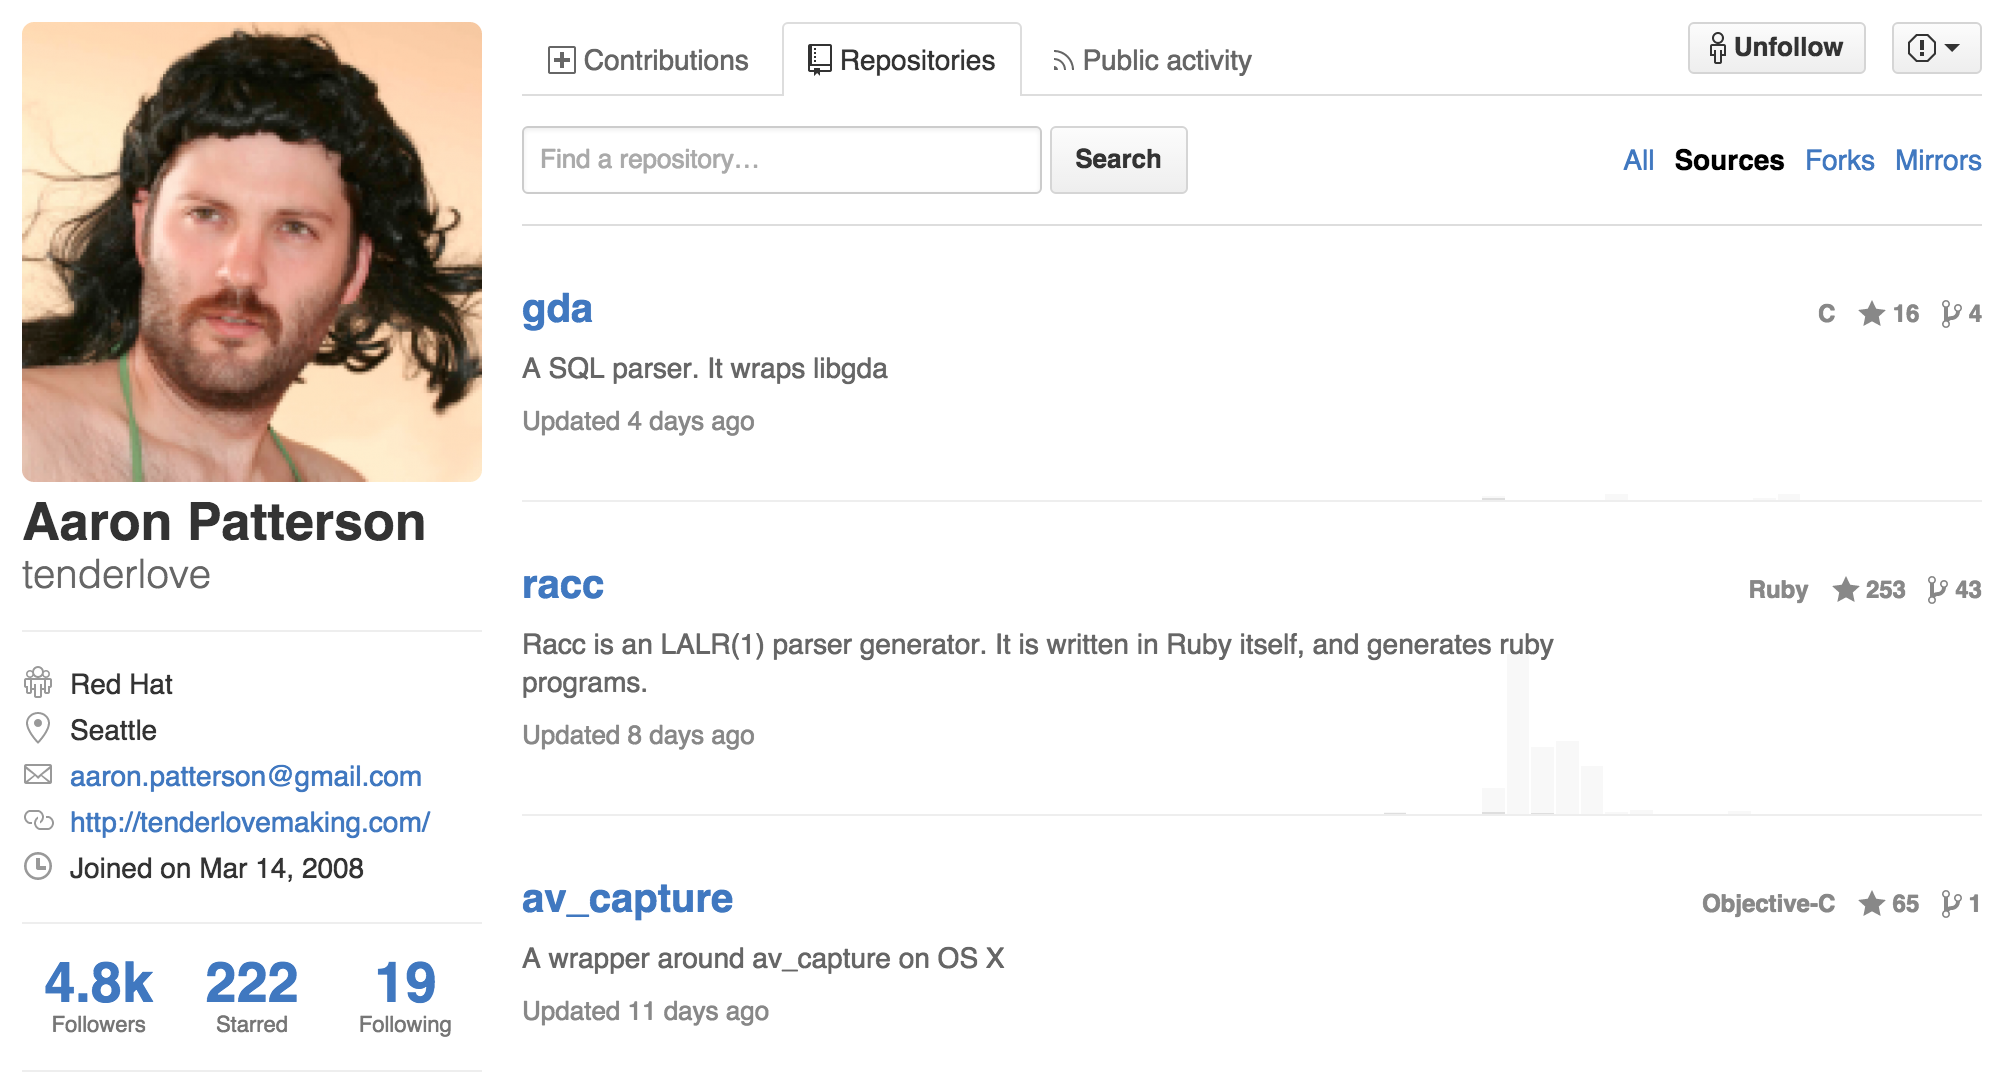 Contributions
Repositories
Public activity
Unfollow
Find a repository…
Search
All Sources Forks Mirrors
Aaron Patterson
tenderlove
Red Hat
Seattle
aaron.patterson@gmail.com
http://tenderlovemaking.com/
Joined on Mar 14, 2008
4.8k
Followers
222
Starred
19
Following
gda
C 16 4
A SQL parser. It wraps libgda
Updated 4 days ago
racc
Ruby 253 43
Racc is an LALR(1) parser generator. It is written in Ruby itself, and generates ruby
programs.
Updated 8 days ago
av_capture
Objective-C 65 1
A wrapper around av_capture on OS X
Updated 11 days ago